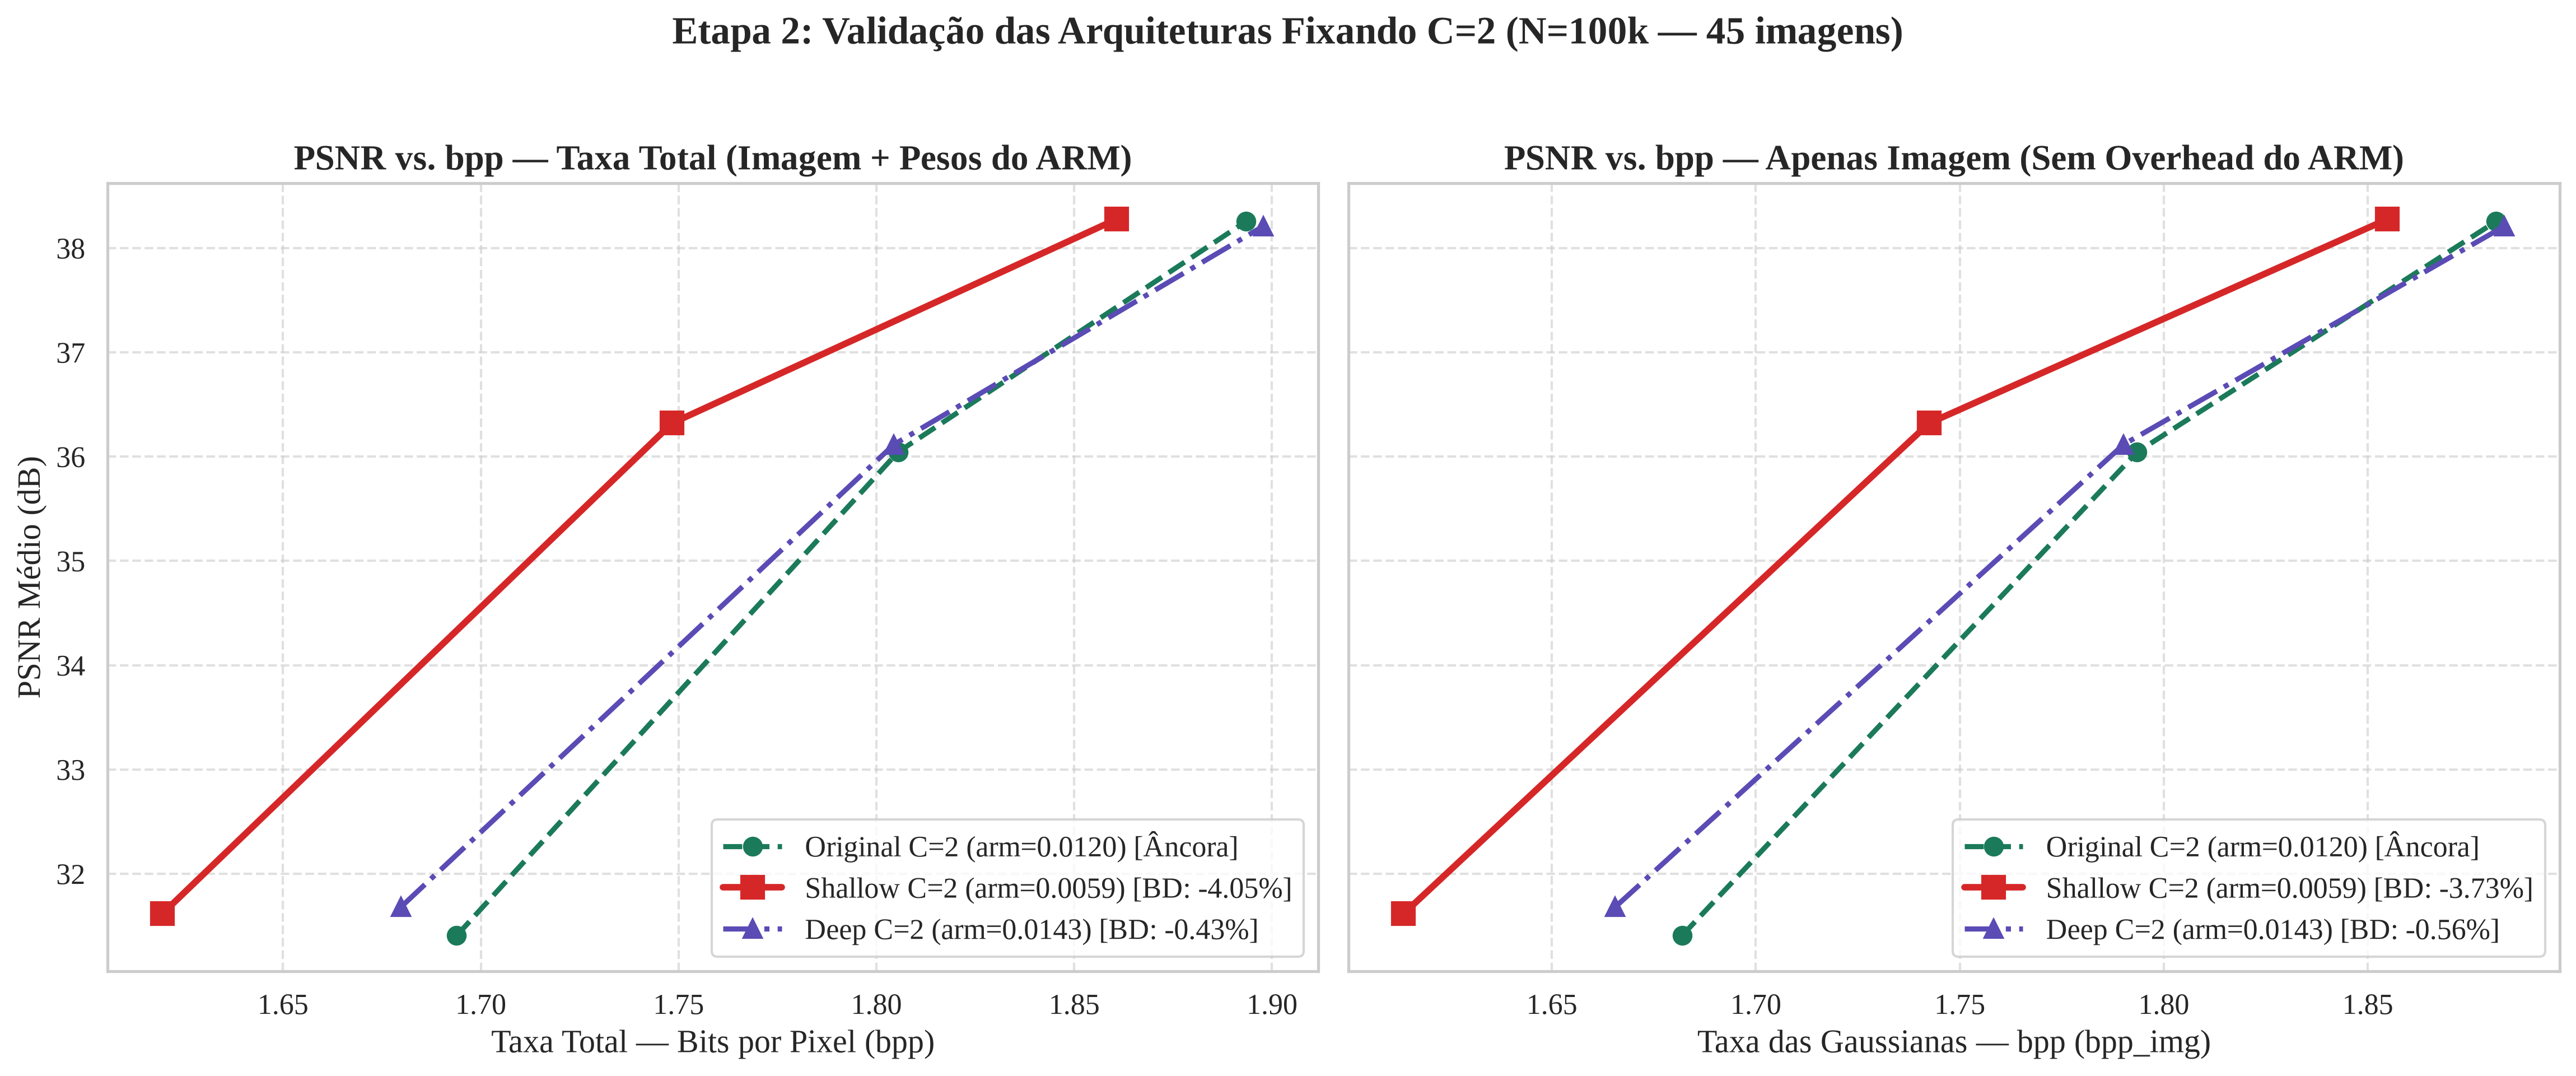 Etapa 2: Validação das Arquiteturas Fixando C=2 (N=100k — 45 imagens)
PSNR vs. bpp — Taxa Total (Imagem + Pesos do ARM)
PSNR Médio (dB)
38
37
36
35
34
33
32
Original C=2 (arm=0.0120) [Âncora]
Shallow C=2 (arm=0.0059) [BD: -4.05%]
Deep C=2 (arm=0.0143) [BD: -0.43%]
1.65 1.70 1.75 1.80 1.85 1.90
Taxa Total — Bits por Pixel (bpp)
PSNR vs. bpp — Apenas Imagem (Sem Overhead do ARM)
Original C=2 (arm=0.0120) [Âncora]
Shallow C=2 (arm=0.0059) [BD: -3.73%]
Deep C=2 (arm=0.0143) [BD: -0.56%]
1.65 1.70 1.75 1.80 1.85
Taxa das Gaussianas — bpp (bpp_img)